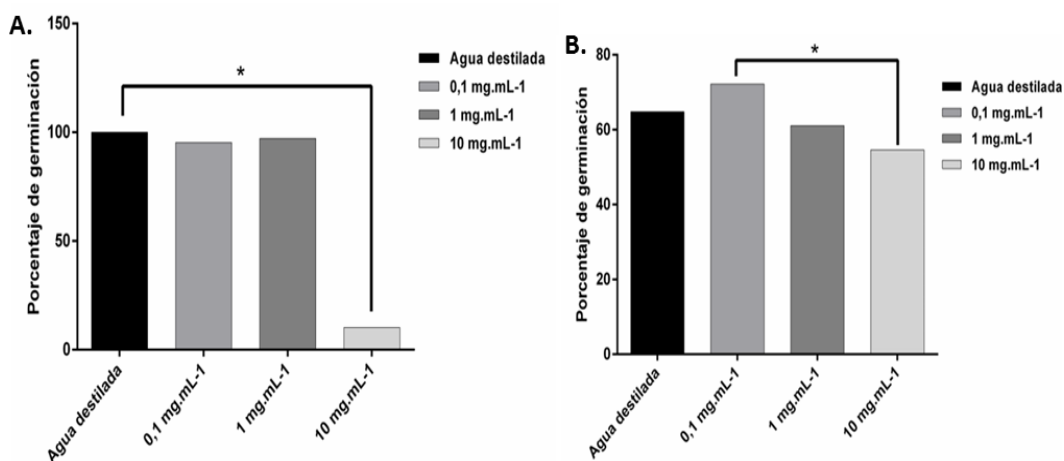 A.
Porcentaje de germinación
150
100
50
0
*
Agua destilada
0,1 mg.mL-1
1 mg.mL-1
10 mg.mL-1
Agua destilada
0,1 mg.mL-1
1 mg.mL-1
10 mg.mL-1
B.
Porcentaje de germinación
80
60
40
20
0
*
Agua destilada
0,1 mg.mL-1
1 mg.mL-1
10 mg.mL-1
Agua destilada
0,1 mg.mL-1
1 mg.mL-1
10 mg.mL-1